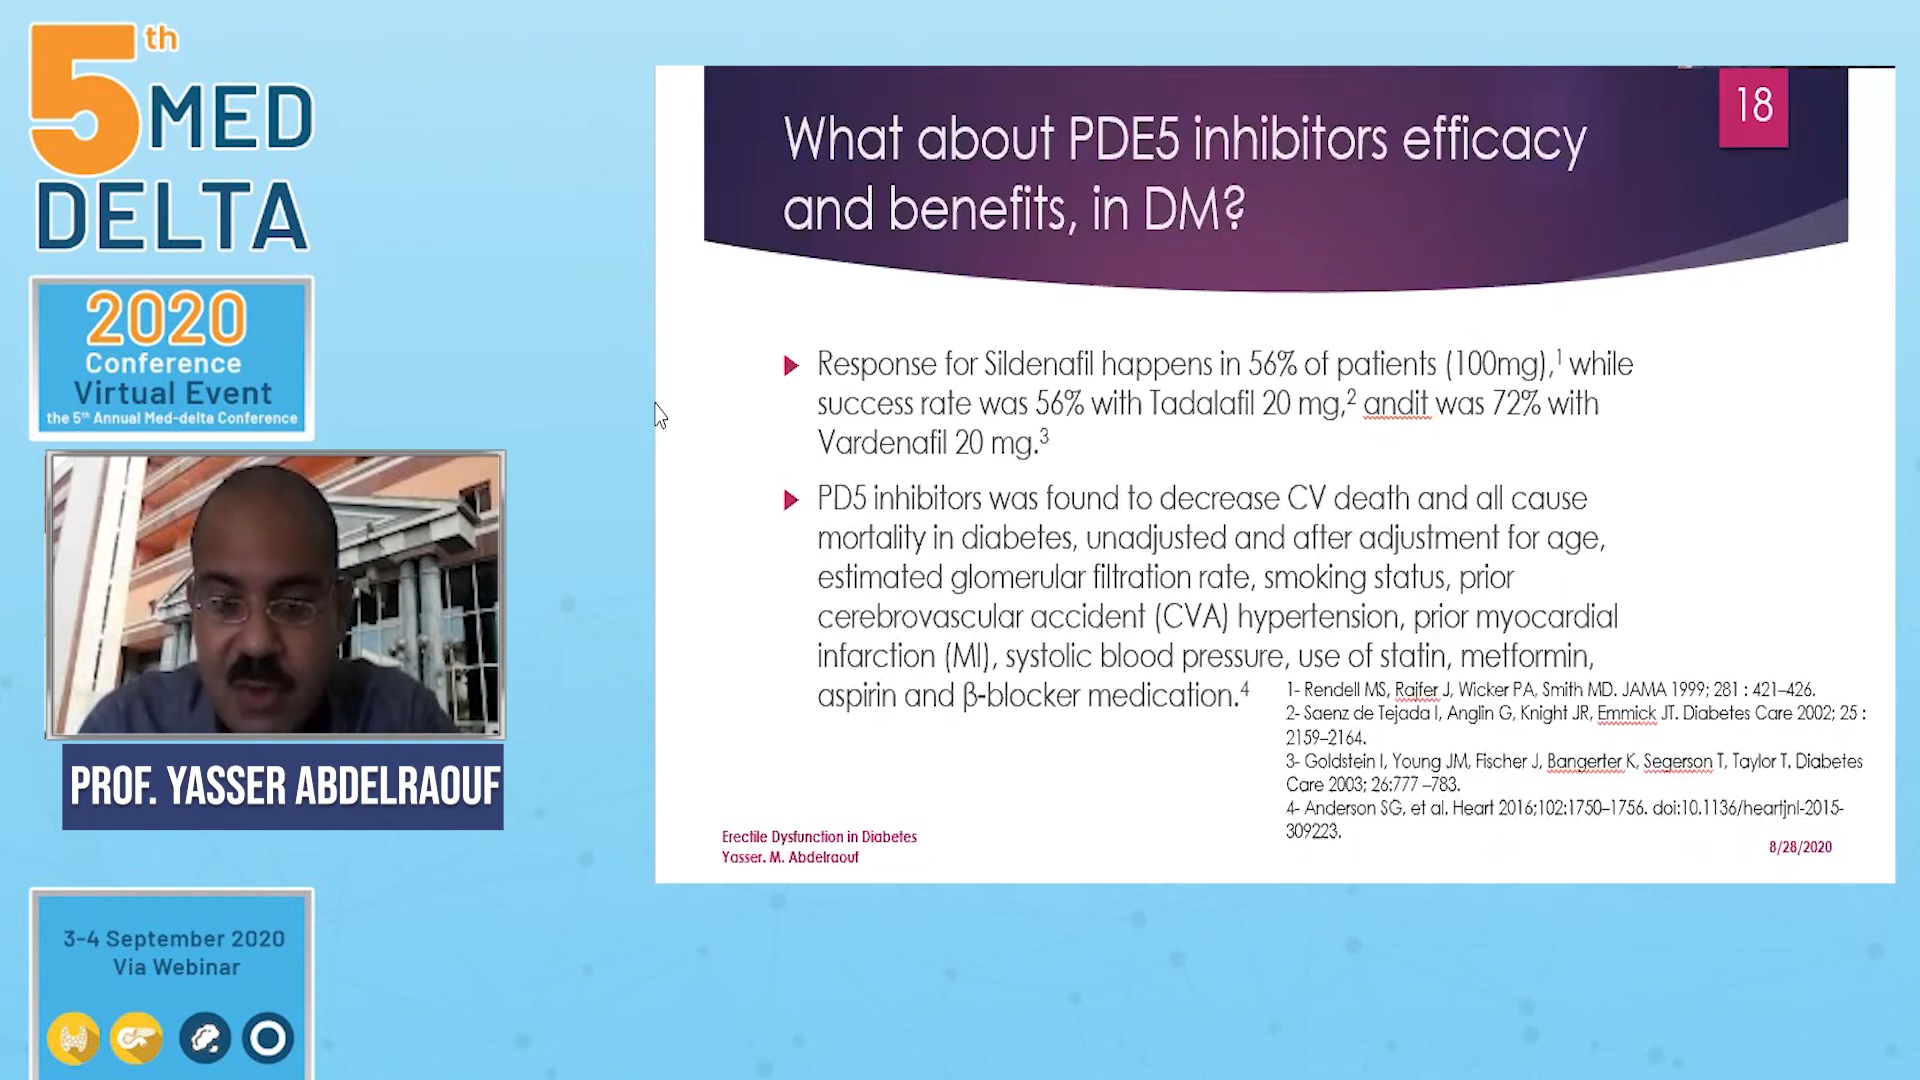 5th MED
DELTA
2020
Conference
Virtual Event
the 5th Annual Med-delta Conference
PROF. YASSER ABDELRAOUF
3-4 September 2020
Via Webinar
18
What about PDE5 inhibitors efficacy
and benefits, in DM?
Response for Sildenafil happens in 56% of patients (100mg),1 while
success rate was 56% with Tadalafil 20 mg,2 andit was 72% with
Vardenafil 20 mg.3
PD5 inhibitors was found to decrease CV death and all cause
mortality in diabetes, unadjusted and after adjustment for age,
estimated glomerular filtration rate, smoking status, prior
cerebrovascular accident (CVA) hypertension, prior myocardial
infarction (MI), systolic blood pressure, use of statin, metformin,
aspirin and β-blocker medication.4
1- Rendell MS, Rajfer J, Wicker PA, Smith MD. JAMA 1999; 281 : 421–426.
2- Saenz de Tejada I, Anglin G, Knight JR, Emmick JT. Diabetes Care 2002; 25 :
2159–2164.
3- Goldstein I, Young JM, Fischer J, Bangerter K, Segerson T, Taylor T. Diabetes
Care 2003; 26:777 –783.
4- Anderson SG, et al. Heart 2016;102:1750–1756. doi:10.1136/heartjnl-2015-
309223.
Erectile Dysfunction in Diabetes
Yasser. M. Abdelraouf
8/28/2020